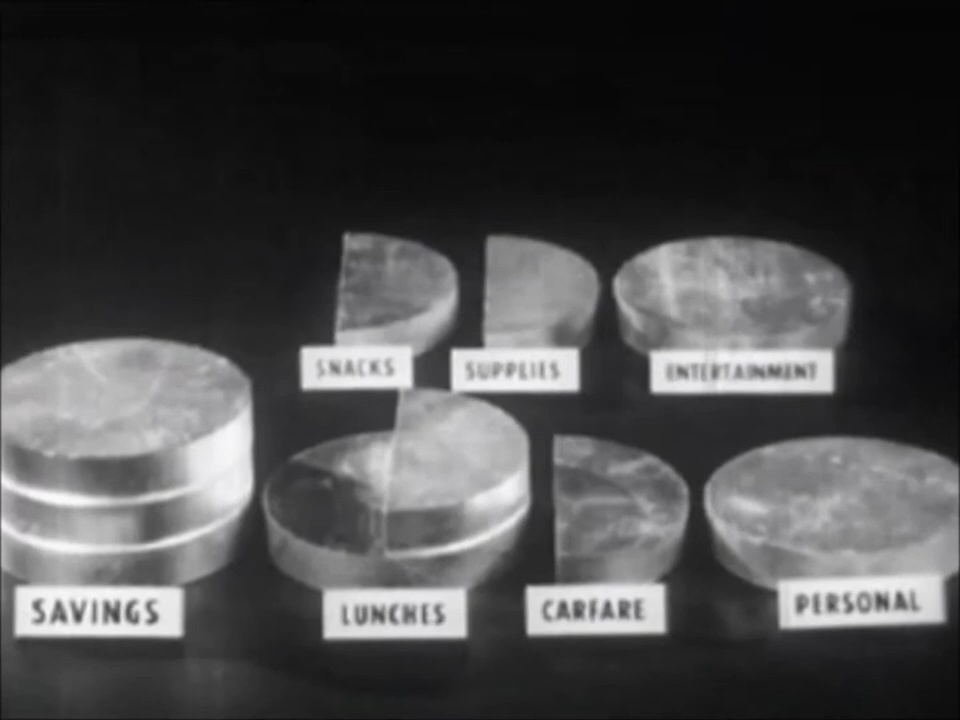 SNACKS
SUPPLIES
ENTERTAINMENT
SAVINGS
LUNCHES
CARFARE
PERSONAL